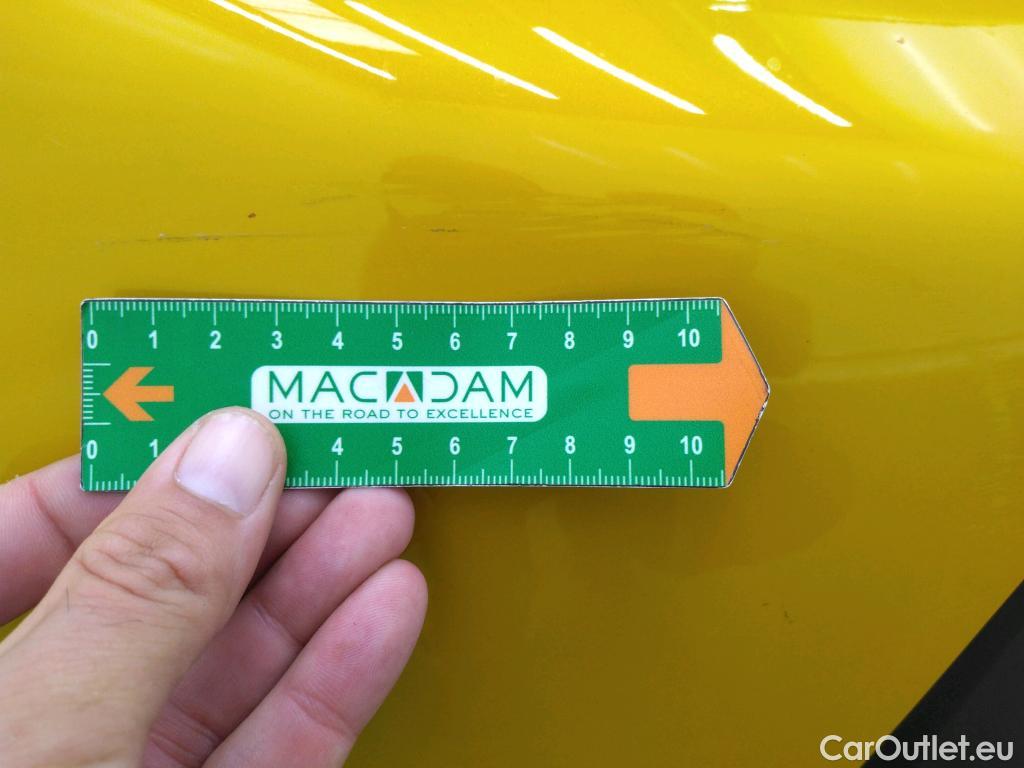 0 1 2 3 4 5 6 7 8 9 10
MACADAM
ON THE ROAD TO EXCELLENCE
0 1 4 5 6 7 8 9 10
CarOutlet.eu